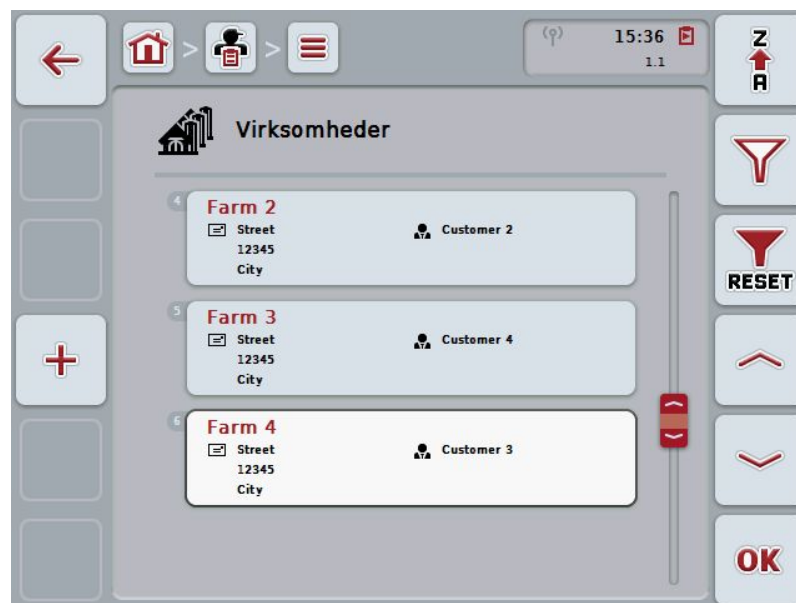 15:36
1.1
Z
A
Virksomheder
4
Farm 2
Street
Customer 2
12345
City
RESET
5
Farm 3
Street
Customer 4
12345
City
6
Farm 4
Street
Customer 3
12345
City
OK